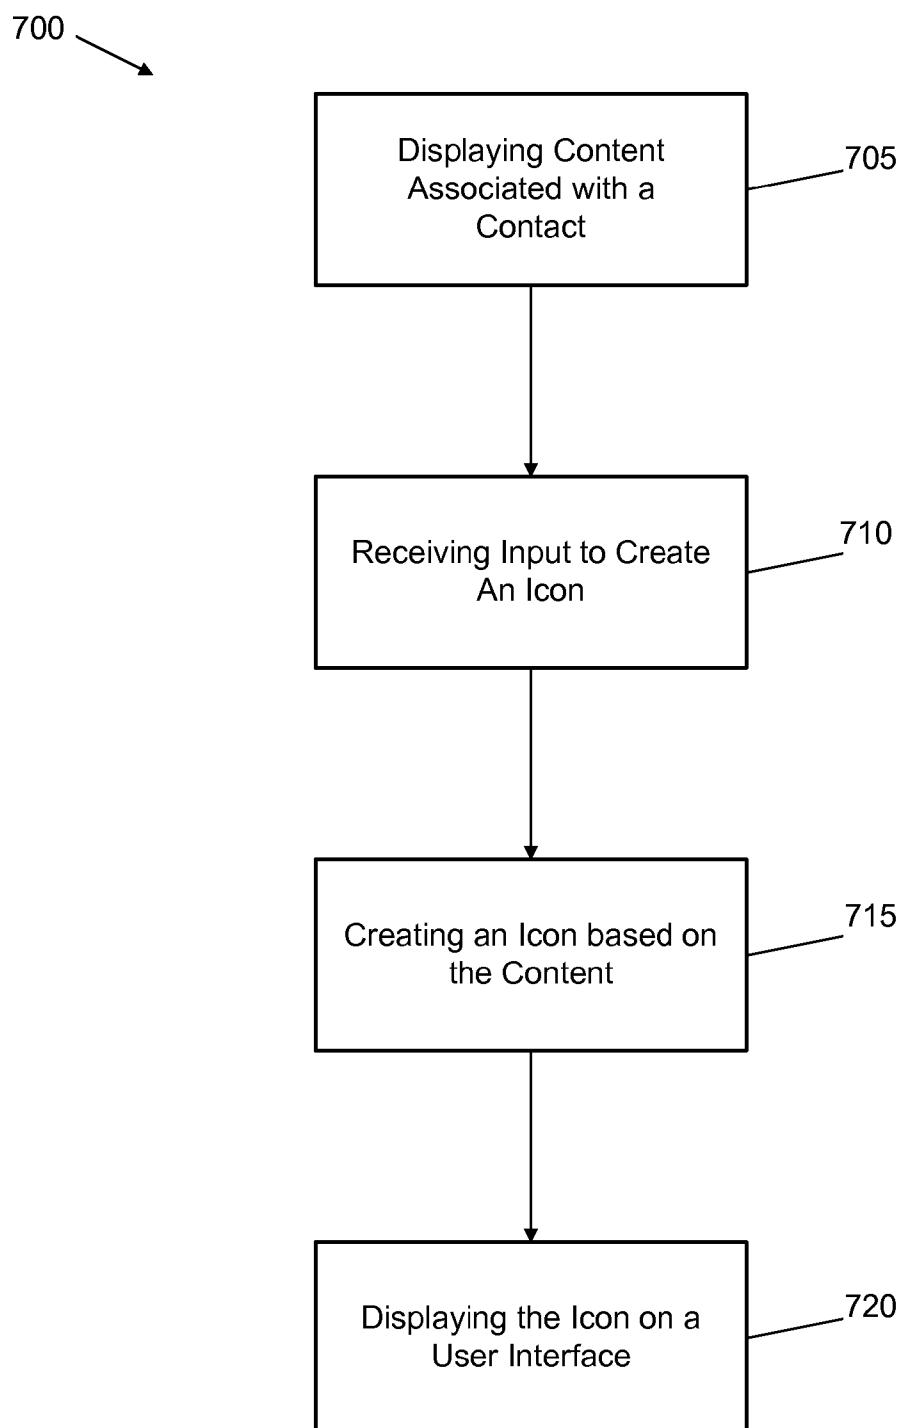 700
Displaying Content
Associated with a
Contact
705
Receiving Input to Create
An Icon
710
Creating an Icon based on
the Content
715
Displaying the Icon on a
User Interface
720